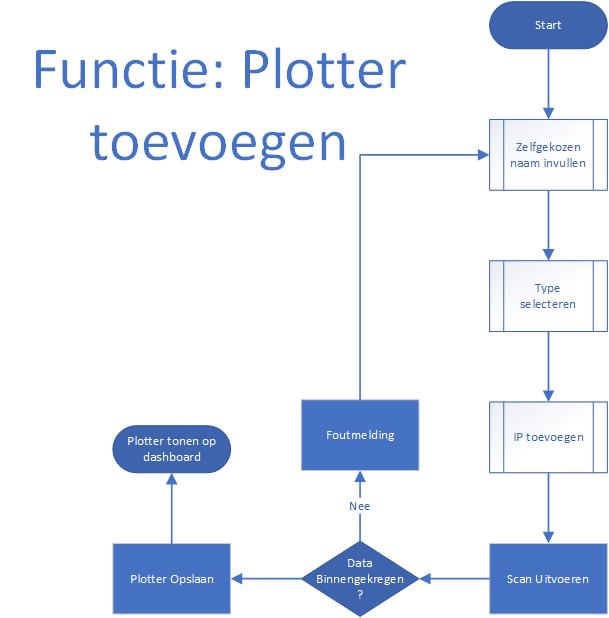 Functie: Plotter
toevoegen
Start
Zelfgekozen
naam invullen
Type
selecteren
IP toevoegen
Scan Uitvoeren
Data
Binnengekregen
?
Nee
Foutmelding
Plotter Opslaan
Plotter tonen op
dashboard